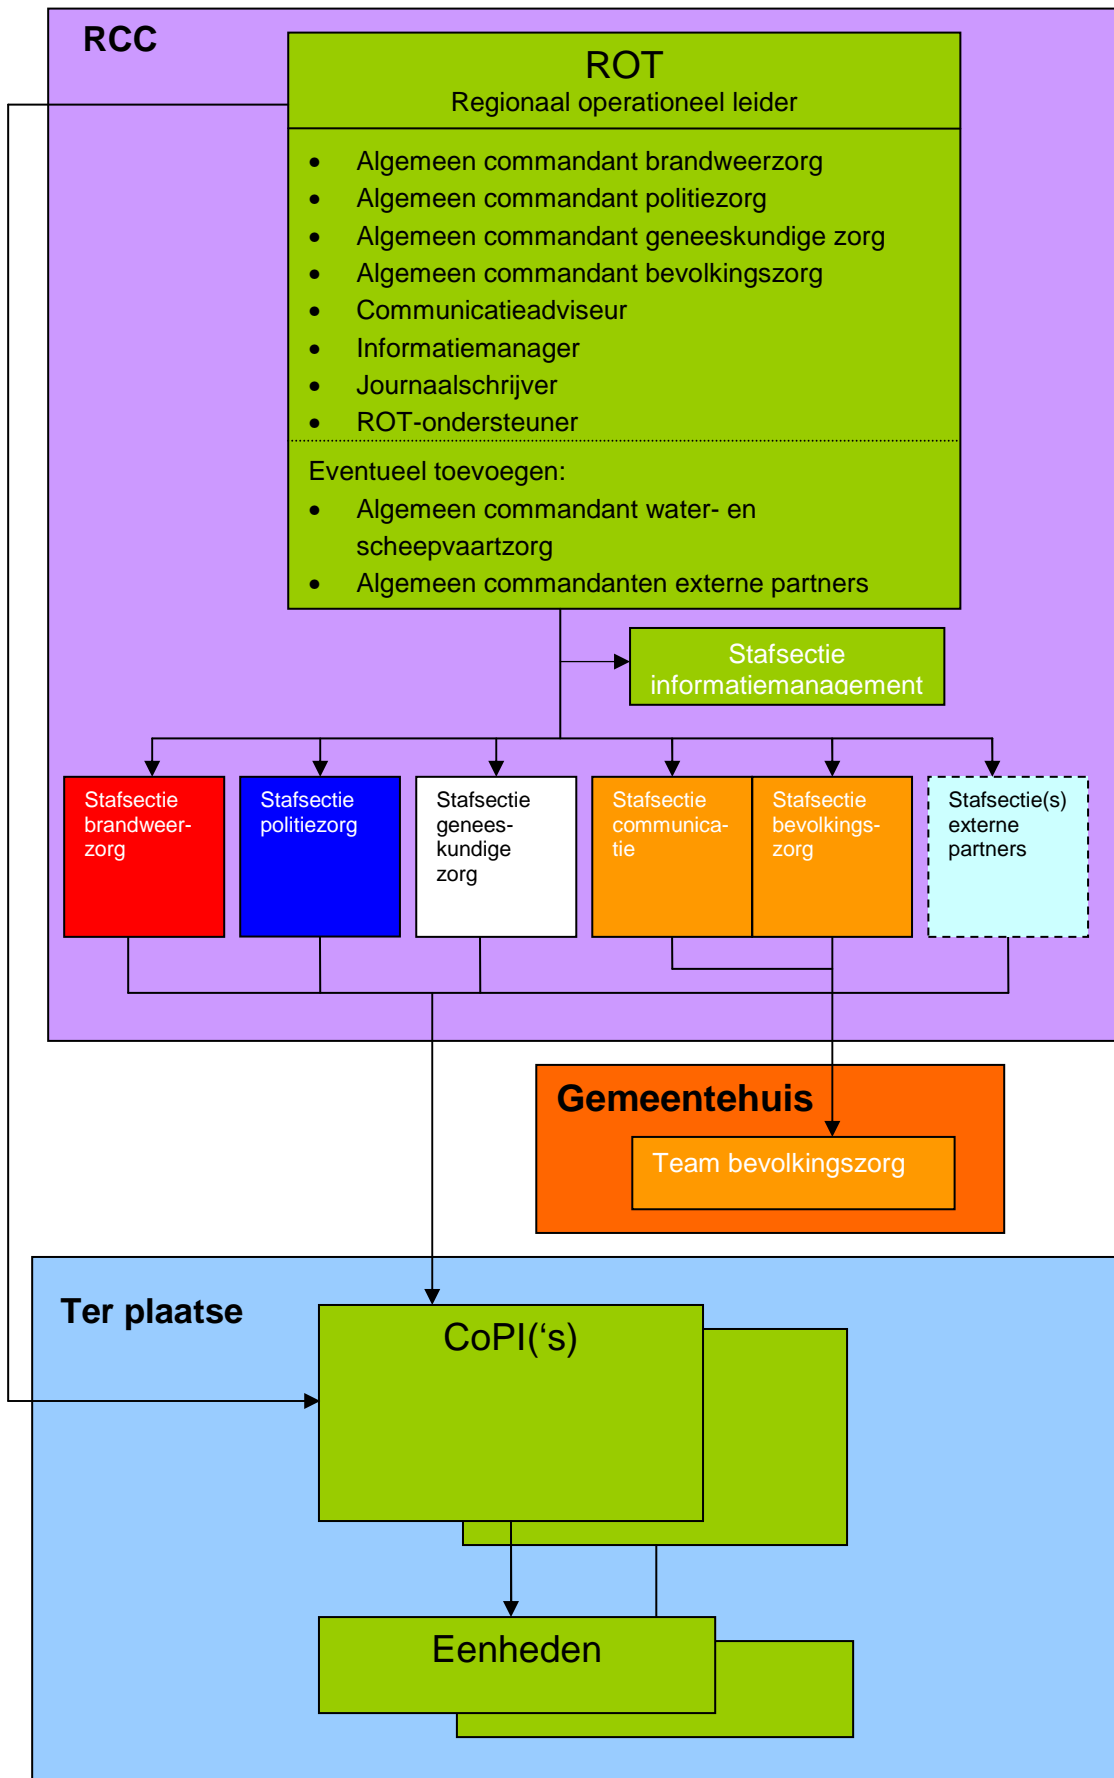 RCC
ROT
Regionaal operationeel leider
• Algemeen commandant brandweerzorg
• Algemeen commandant politiezorg
• Algemeen commandant geneeskundige zorg
• Algemeen commandant bevolkingszorg
• Communicatieadviseur
• Informatiemanager
• Journaalschrijver
• ROT-ondersteuner
Eventueel toevoegen:
• Algemeen commandant water- en
scheepvaartzorg
• Algemeen commandanten externe partners
Stafsectie
informatiemanagement
Stafsectie
brandweer-
zorg
Stafsectie
politiezorg
Stafsectie
genees-
kundige
zorg
Stafsectie
communica-
tie
Stafsectie
bevolkings-
zorg
Stafsectie(s)
externe
partners
Gemeentehuis
Team bevolkingszorg
Ter plaatse
CoPI(‘s)
Eenheden